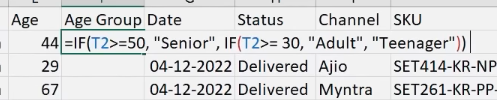 Age Age Group Date Status Channel SKU
44 =IF(T2>=50, "Senior", IF(T2>= 30, "Adult", "Teenager"))
29 04-12-2022 Delivered Ajio SET414-KR-NP
67 04-12-2022 Delivered Myntra SET261-KR-PP-